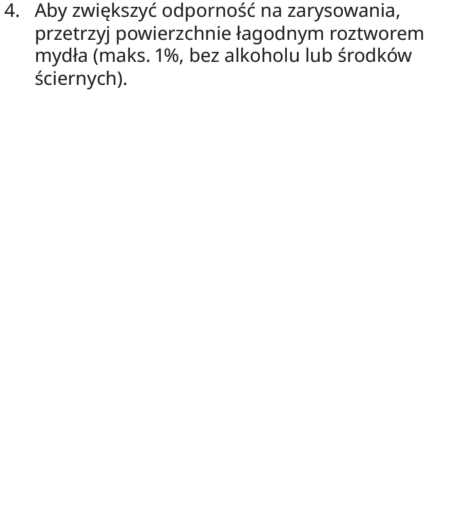 4. Aby zwiększyć odporność na zarysowania,
przetrzyj powierzchnie łagodnym roztworem
mydła (maks. 1%, bez alkoholu lub środków
ściernych).